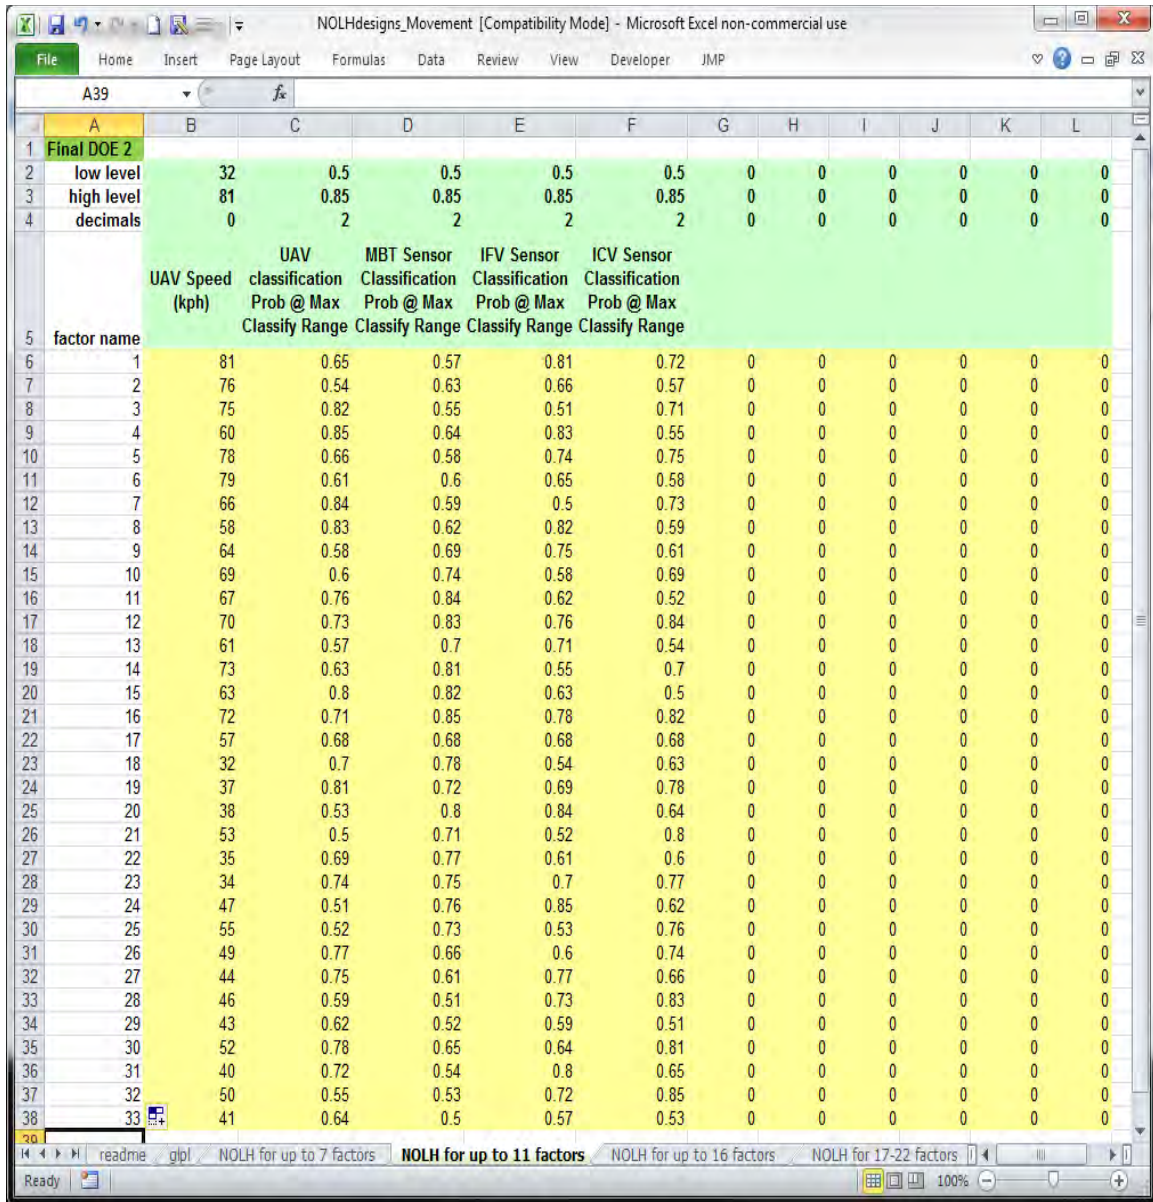 NOLHdesigns_Movement [Compatibility Mode] - Microsoft Excel non-commercial use
File Home Insert Page Layout Formulas Data Review View Developer JMP
A39 fx
A B C D E F G H I J K L
1 Final DOE 2
2 low level 32 0.5 0.5 0.5 0.5 0 0 0 0 0 0
3 high level 81 0.85 0.85 0.85 0.85 0 0 0 0 0 0
4 decimals 0 2 2 2 2 0 0 0 0 0 0
UAV MBT Sensor IFV Sensor ICV Sensor
UAV Speed classification Classification Classification Classification
(kph) Prob @ Max Prob @ Max Prob @ Max Prob @ Max
Classify Range Classify Range Classify Range Classify Range
5 factor name
6 1 81 0.65 0.57 0.81 0.72 0 0 0 0 0 0
7 2 76 0.54 0.63 0.66 0.57 0 0 0 0 0 0
8 3 75 0.82 0.55 0.51 0.71 0 0 0 0 0 0
9 4 60 0.85 0.64 0.83 0.55 0 0 0 0 0 0
10 5 78 0.66 0.58 0.74 0.75 0 0 0 0 0 0
11 6 79 0.61 0.6 0.65 0.58 0 0 0 0 0 0
12 7 66 0.84 0.59 0.5 0.73 0 0 0 0 0 0
13 8 58 0.83 0.62 0.82 0.59 0 0 0 0 0 0
14 9 64 0.58 0.69 0.75 0.61 0 0 0 0 0 0
15 10 69 0.6 0.74 0.58 0.69 0 0 0 0 0 0
16 11 67 0.76 0.84 0.62 0.52 0 0 0 0 0 0
17 12 70 0.73 0.83 0.76 0.84 0 0 0 0 0 0
18 13 61 0.57 0.7 0.71 0.54 0 0 0 0 0 0
19 14 73 0.63 0.81 0.55 0.7 0 0 0 0 0 0
20 15 63 0.8 0.82 0.63 0.5 0 0 0 0 0 0
21 16 72 0.71 0.85 0.78 0.82 0 0 0 0 0 0
22 17 57 0.68 0.68 0.68 0.68 0 0 0 0 0 0
23 18 32 0.7 0.78 0.54 0.63 0 0 0 0 0 0
24 19 37 0.81 0.72 0.69 0.78 0 0 0 0 0 0
25 20 38 0.53 0.8 0.84 0.64 0 0 0 0 0 0
26 21 53 0.5 0.71 0.52 0.8 0 0 0 0 0 0
27 22 35 0.69 0.77 0.61 0.6 0 0 0 0 0 0
28 23 34 0.74 0.75 0.7 0.77 0 0 0 0 0 0
29 24 47 0.51 0.76 0.85 0.62 0 0 0 0 0 0
30 25 55 0.52 0.73 0.53 0.76 0 0 0 0 0 0
31 26 49 0.77 0.66 0.6 0.74 0 0 0 0 0 0
32 27 44 0.75 0.61 0.77 0.66 0 0 0 0 0 0
33 28 46 0.59 0.51 0.73 0.83 0 0 0 0 0 0
34 29 43 0.62 0.52 0.59 0.51 0 0 0 0 0 0
35 30 52 0.78 0.65 0.64 0.81 0 0 0 0 0 0
36 31 40 0.72 0.54 0.8 0.65 0 0 0 0 0 0
37 32 50 0.55 0.53 0.72 0.85 0 0 0 0 0 0
38 33 41 0.64 0.5 0.57 0.53 0 0 0 0 0 0
39
readme glpl NOLH for up to 7 factors NOLH for up to 11 factors NOLH for up to 16 factors NOLH for 17-22 factors
Ready 100%